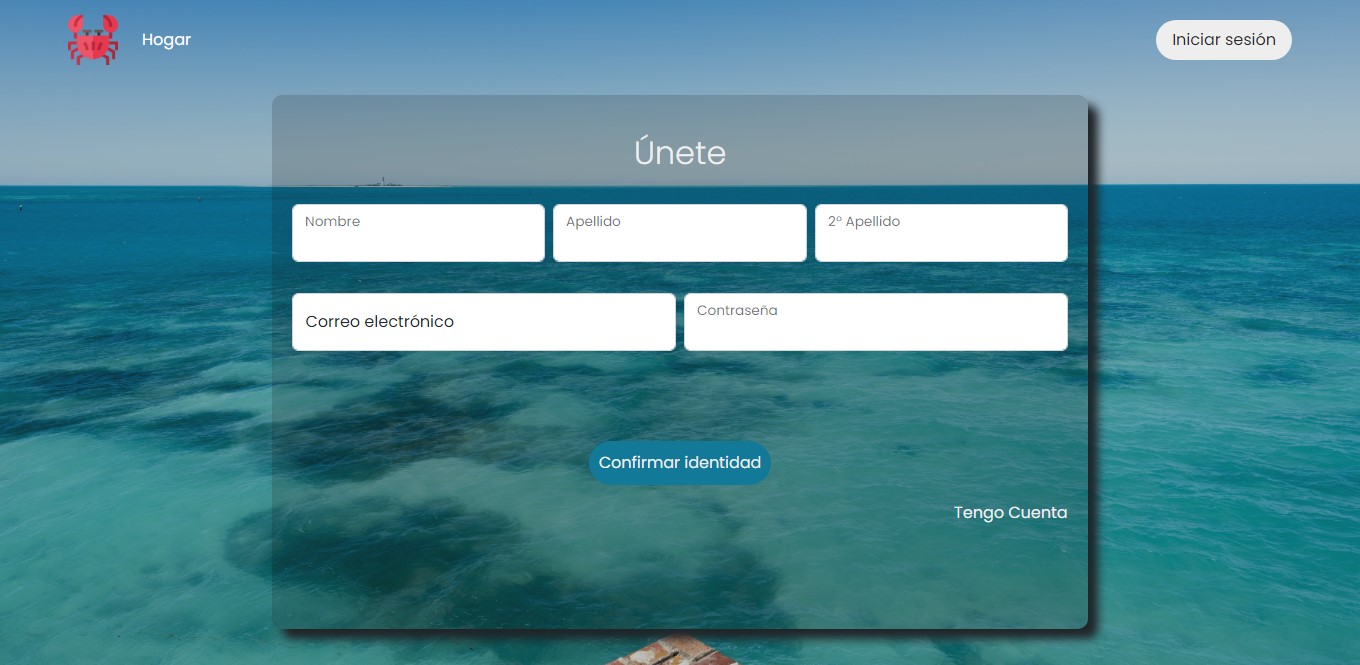 Hogar
Iniciar sesión
Únete
Nombre
Apellido
2º Apellido
Correo electrónico
Contraseña
Confirmar identidad
Tengo Cuenta